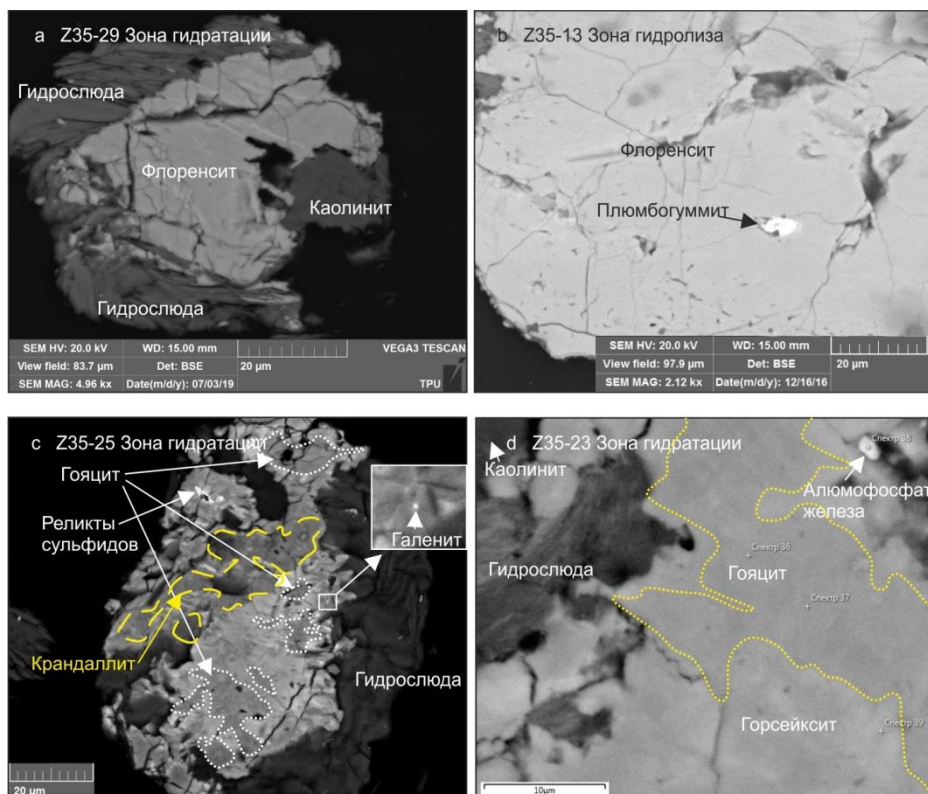 a Z35-29 Зона гидратации
Гидрослюда
Флоренсит
Каолинит
Гидрослюда
SEM HV: 20.0 kV WD: 15.00 mm VEGA3 TESCAN
View field: 83.7 µm Det: BSE 20 µm
SEM MAG: 4.96 kx Date(m/d/y): 07/03/19 TPU
b Z35-13 Зона гидролиза
Флоренсит
Плюмбогуммит
SEM HV: 20.0 kV WD: 15.00 mm
View field: 97.9 µm Det: BSE 20 µm
SEM MAG: 2.12 kx Date(m/d/y): 12/16/16
c Z35-25 Зона гидратации
Гояцит
Реликты
сульфидов
Галенит
Крандаллит
Гидрослюда
20 µm
d Z35-23 Зона гидратации
Каолинит
Спектр 38
Алюмофосфат
железа
Гидрослюда
Спектр 36
Гояцит
Спектр 37
Горсейксит
Спектр 39
10µm